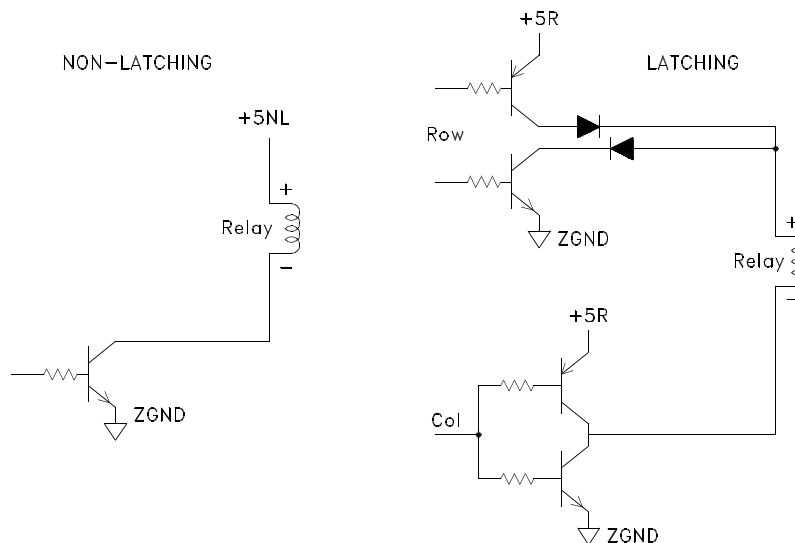 NON-LATCHING
+5NL
+
Relay
−
ZGND
LATCHING
+5R
Row
ZGND
+
Relay
−
+5R
Col
ZGND